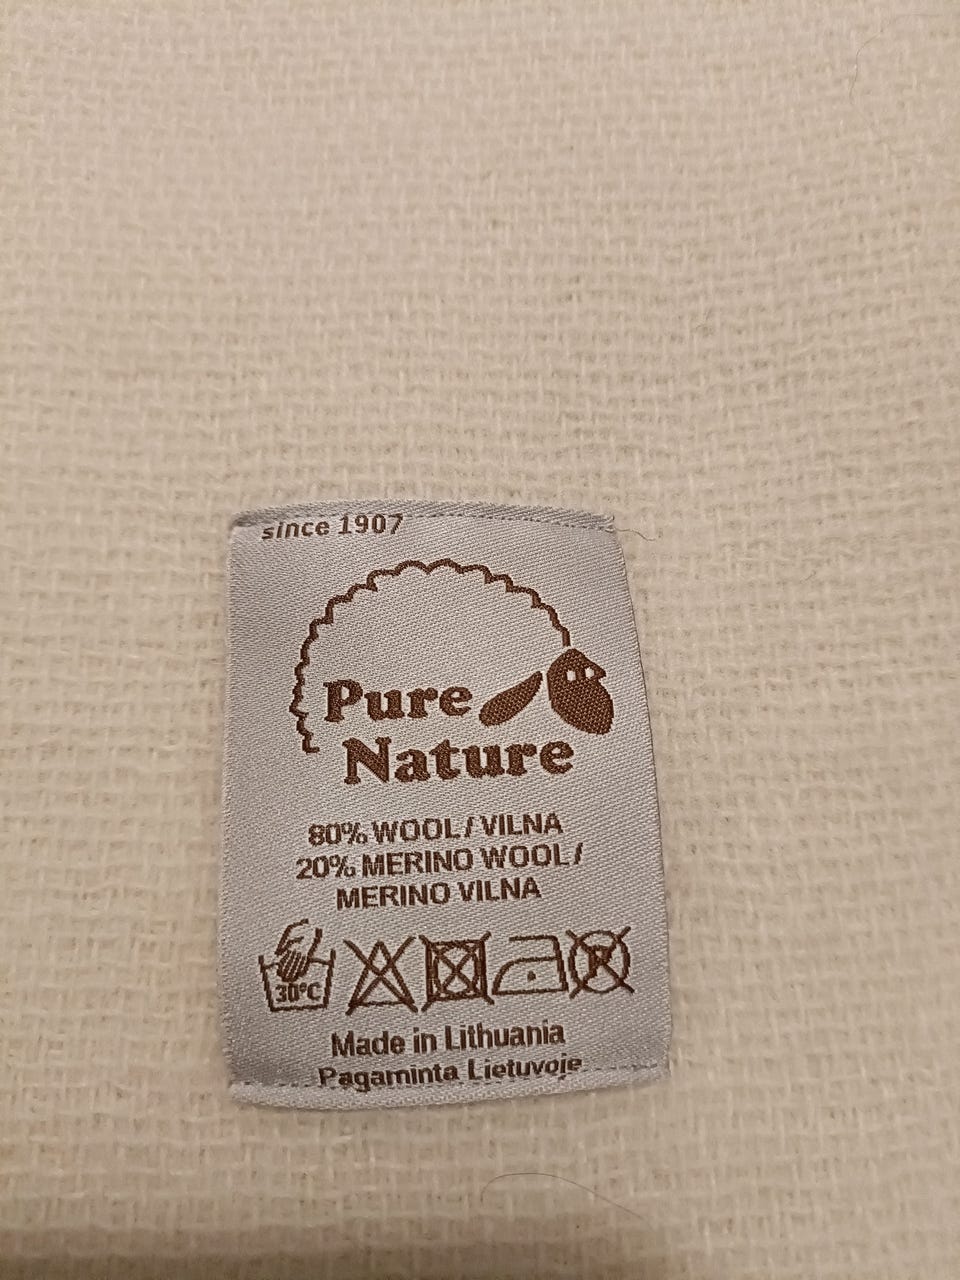 since 1907
Pure
Nature
80% WOOL / VILNA
20% MERINO WOOL /
MERINO VILNA
30°C
P
Made in Lithuania
Pagaminta Lietuvoje